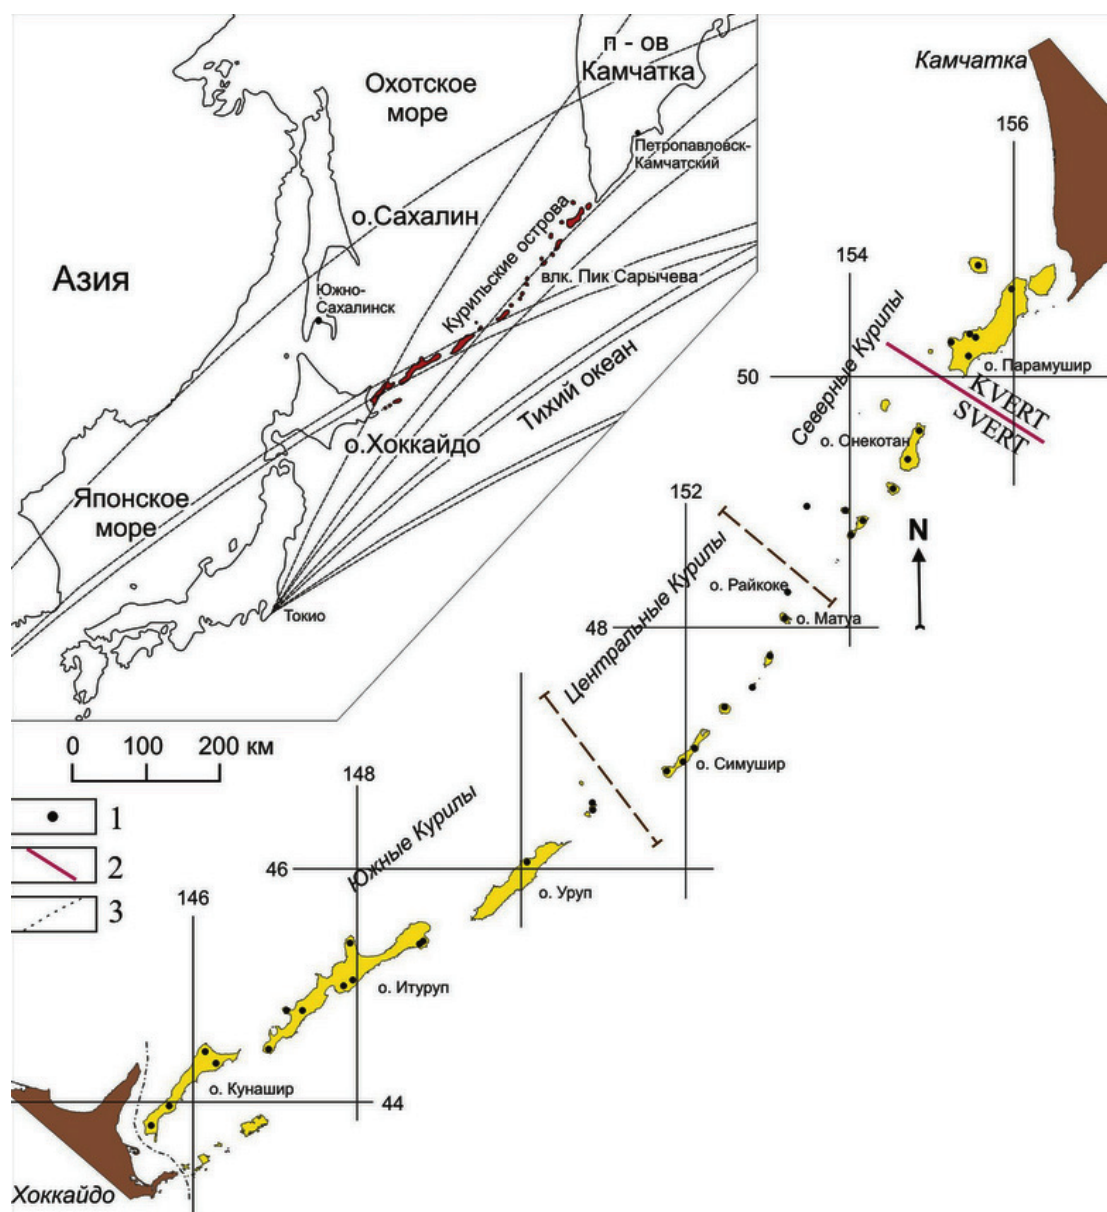 п - ов
Камчатка
Охотское
море
Петропавловск-
Камчатский
о.Сахалин
Курильские острова
Азия
влк. Пик Сарычева
Южно-
Сахалинск
Тихий океан
о.Хоккайдо
Японское
море
Токио
0 100 200 км
1
2
3
Камчатка
156
154
Северные Курилы
50
о. Парамушир
KVERT
SVERT
о. Онекотан
152
N
о. Райкоке
о. Матуа
48
Центральные Курилы
о. Симушир
148
Южные Курилы
46
о. Уруп
146
о. Итуруп
о. Кунашир
44
Хоккайдо